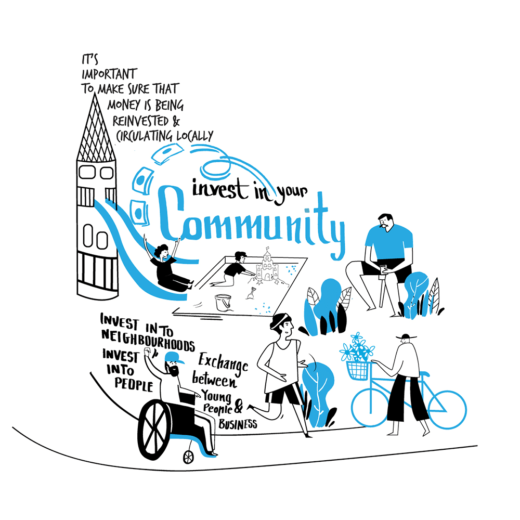 IT'S
IMPORTANT
TO MAKE SURE THAT
MONEY IS BEING
REINVESTED &
CIRCULATING LOCALLY
invest in your
Community
INVEST INTO
NEIGHBOURHOODS
INVEST
INTO
PEOPLE
Exchange
between
Young
People &
BUSINESS